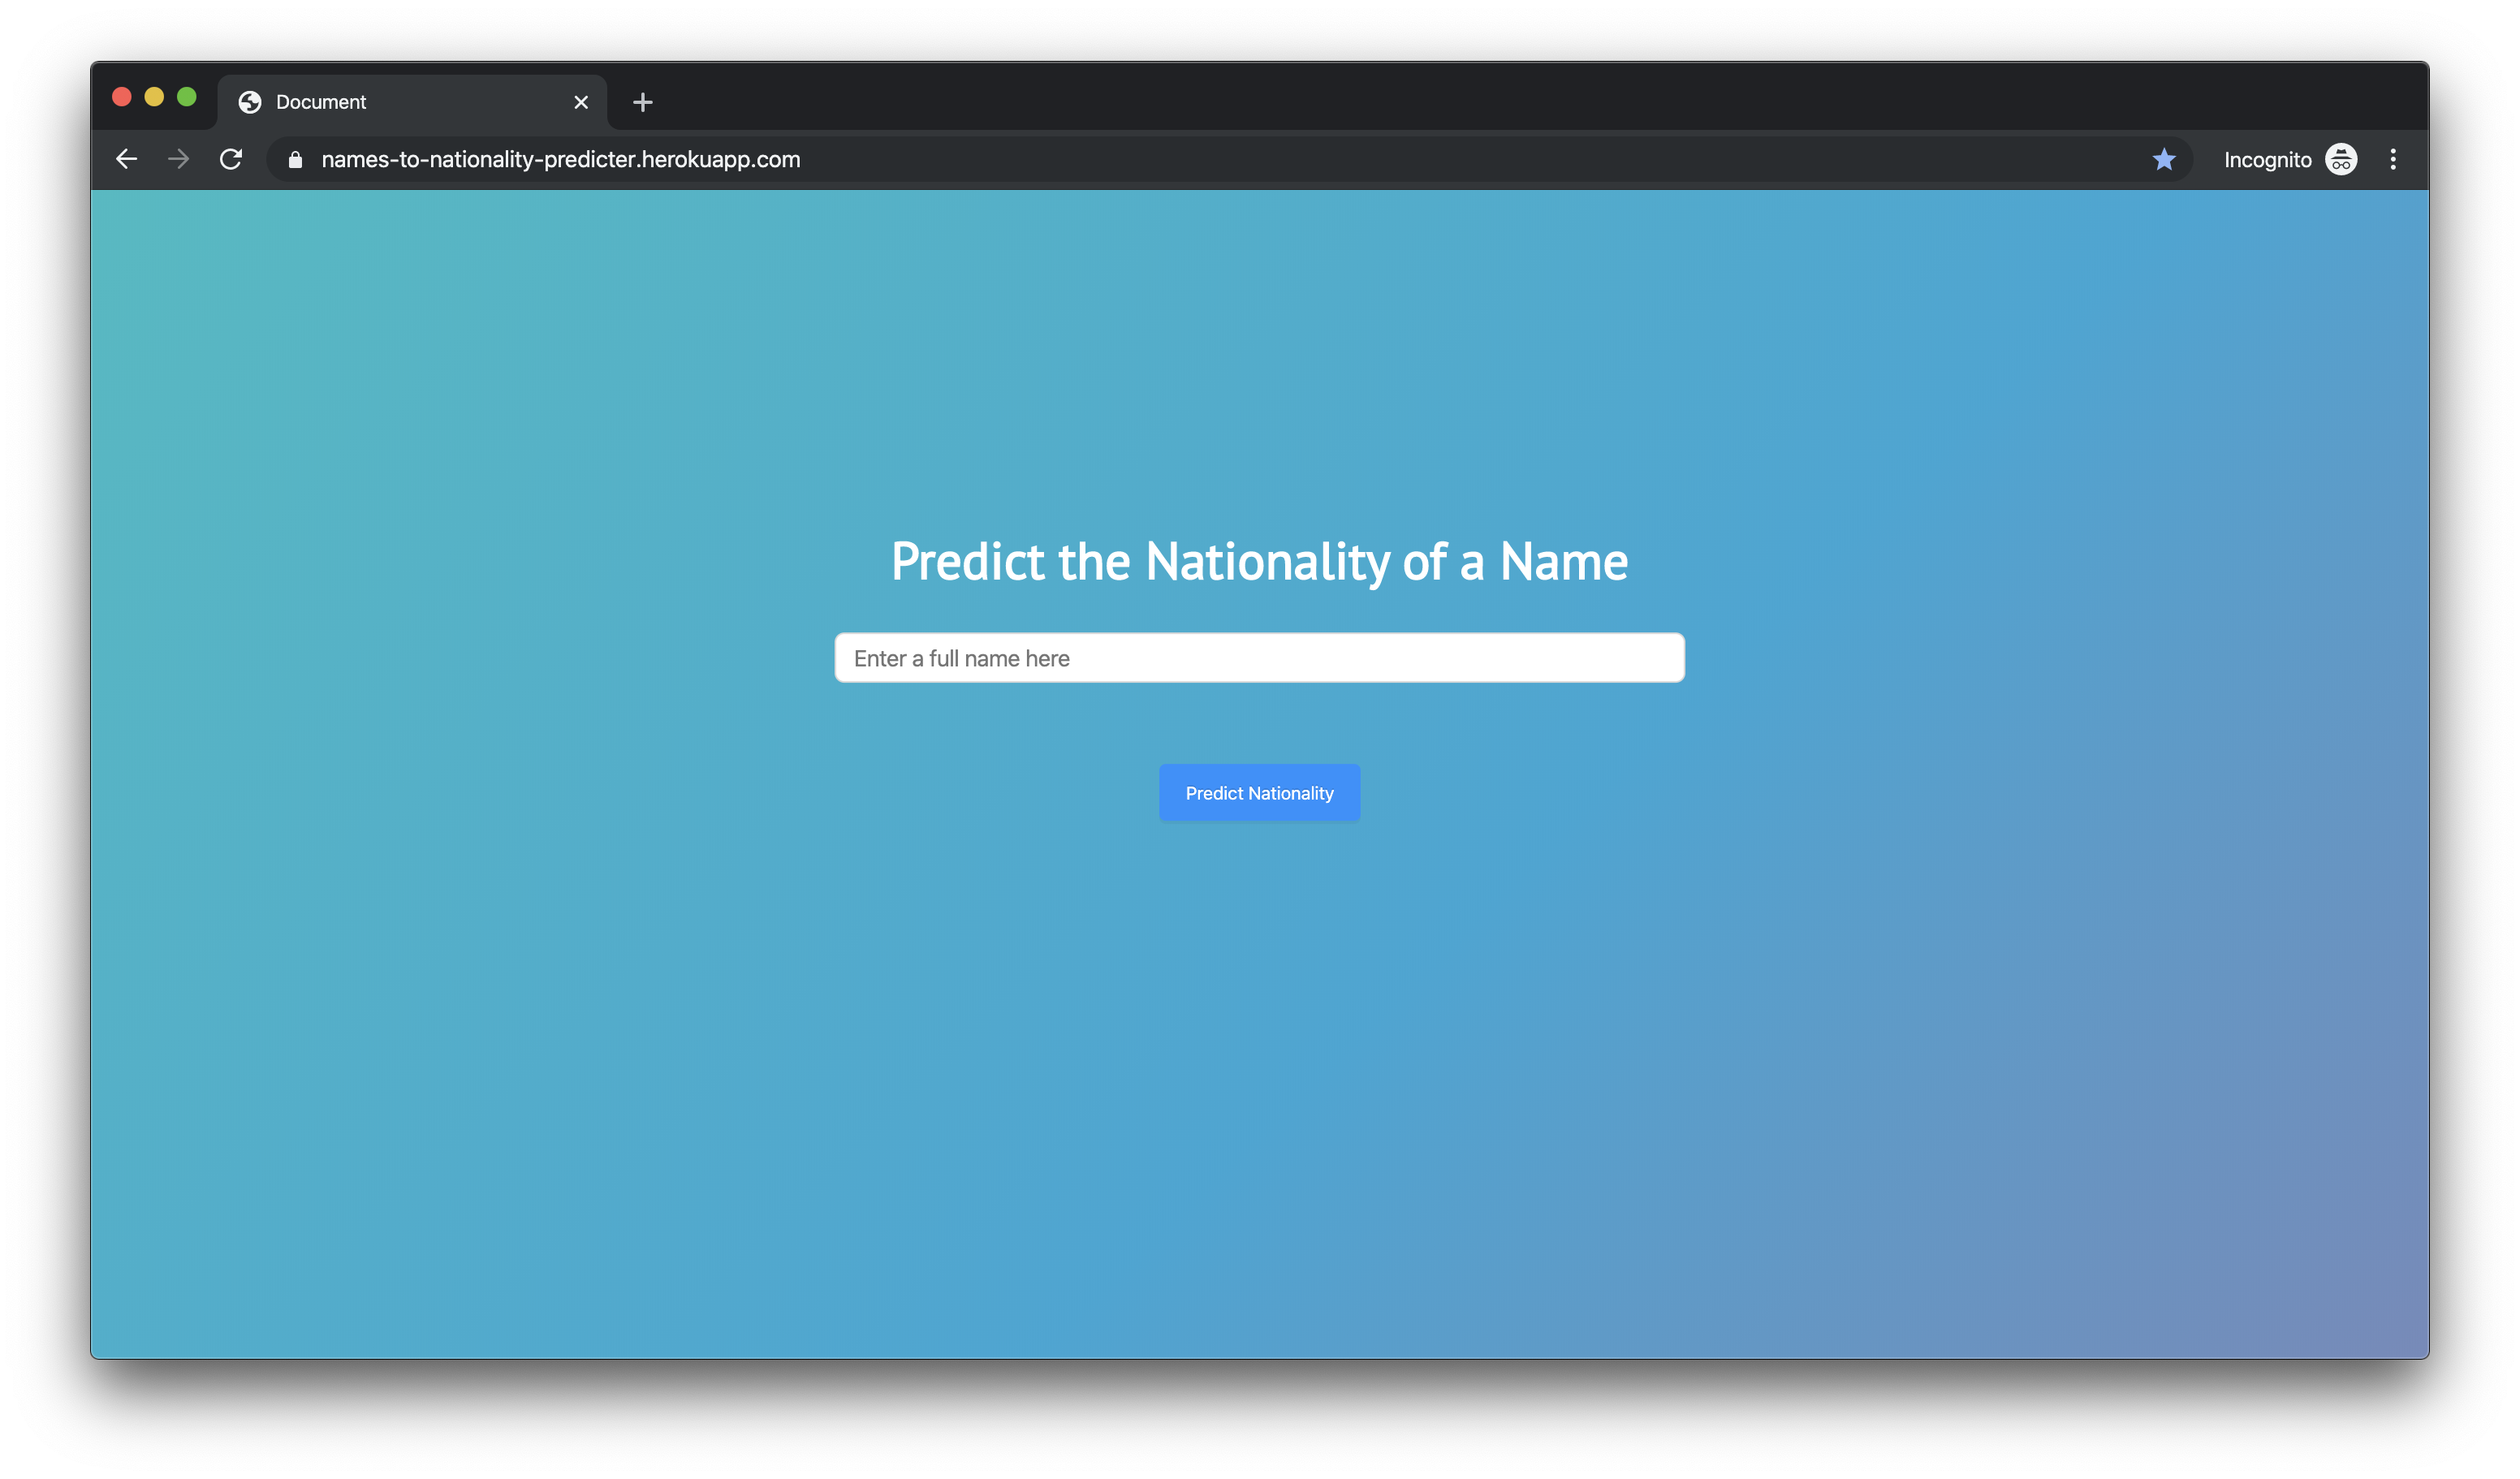 Document
names-to-nationality-predicter.herokuapp.com
Incognito
Predict the Nationality of a Name
Enter a full name here
Predict Nationality